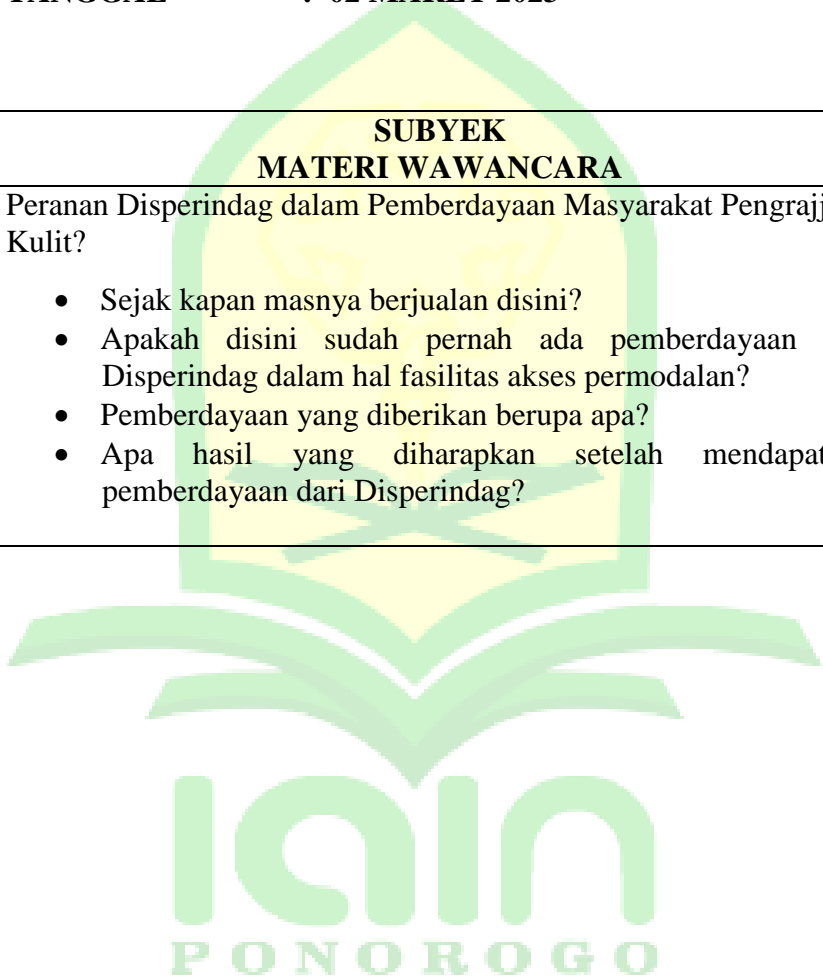 SUBYEK
MATERI WAWANCARA
Peranan Disperindag dalam Pemberdayaan Masyarakat
Kulit?
• Sejak kapan masnya berjualan disini?
• Apakah disini sudah pernah ada pemberdayaan
Disperindag dalam hal fasilitas akses permodalan?
• Pemberdayaan yang diberikan berupa apa?
• Apa hasil yang diharapkan setelah
pemberdayaan dari Disperindag?
iain
PONOROGO